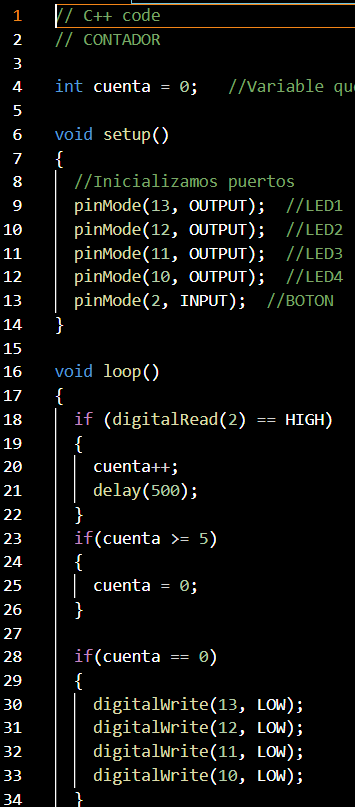 1 // C++ code
2 // CONTADOR
3
4 int cuenta = 0;   //Variable
5
6 void setup()
7 {
8   //Inicializamos puertos
9   pinMode(13, OUTPUT);  //LED1
10   pinMode(12, OUTPUT);  //LED2
11   pinMode(11, OUTPUT);  //LED3
12   pinMode(10, OUTPUT);  //LED4
13   pinMode(2, INPUT);  //BOTON
14 }
15
16 void loop()
17 {
18   if (digitalRead(2) == HIGH)
19   {
20     cuenta++;
21     delay(500);
22   }
23   if(cuenta >= 5)
24   {
25     cuenta = 0;
26   }
27
28   if(cuenta == 0)
29   {
30     digitalWrite(13, LOW);
31     digitalWrite(12, LOW);
32     digitalWrite(11, LOW);
33     digitalWrite(10, LOW);
34   }